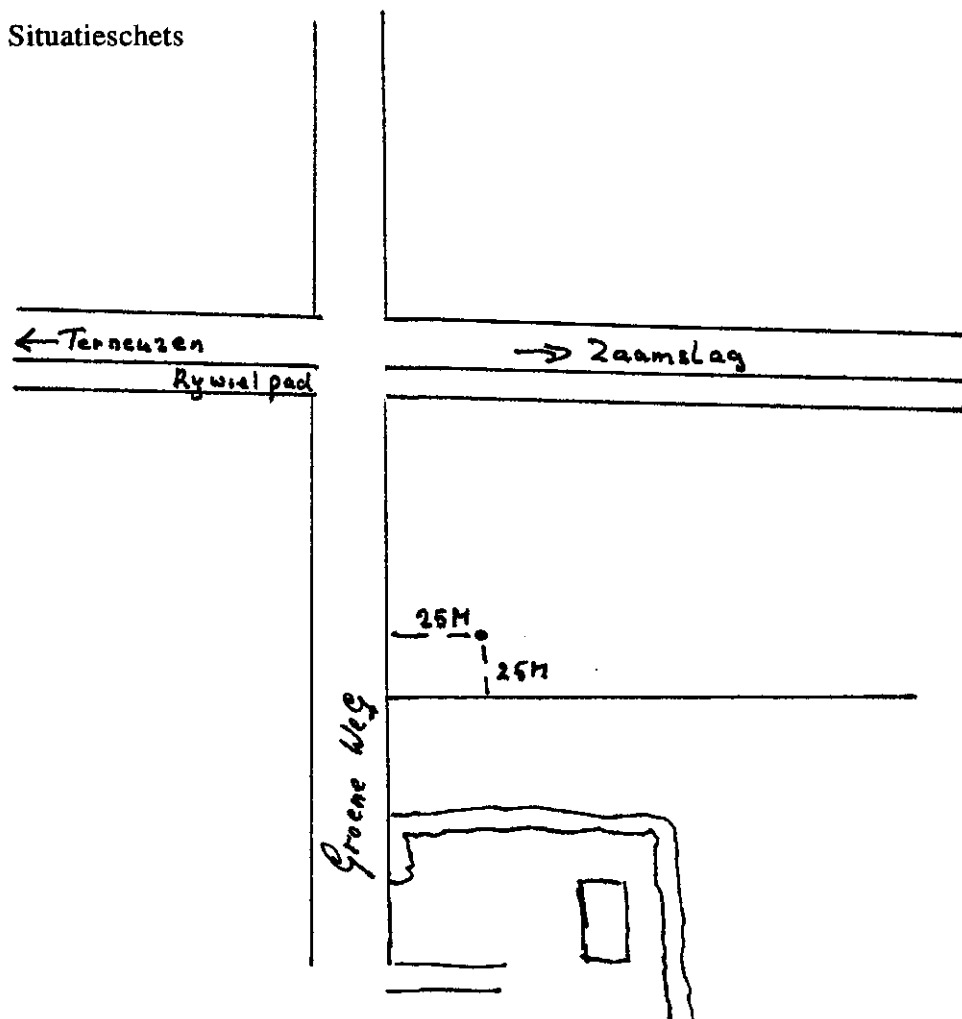 Situatieschets
← Terneuzen
→ Zaamslag
Rywielpad
25M
25M
Groene Weg